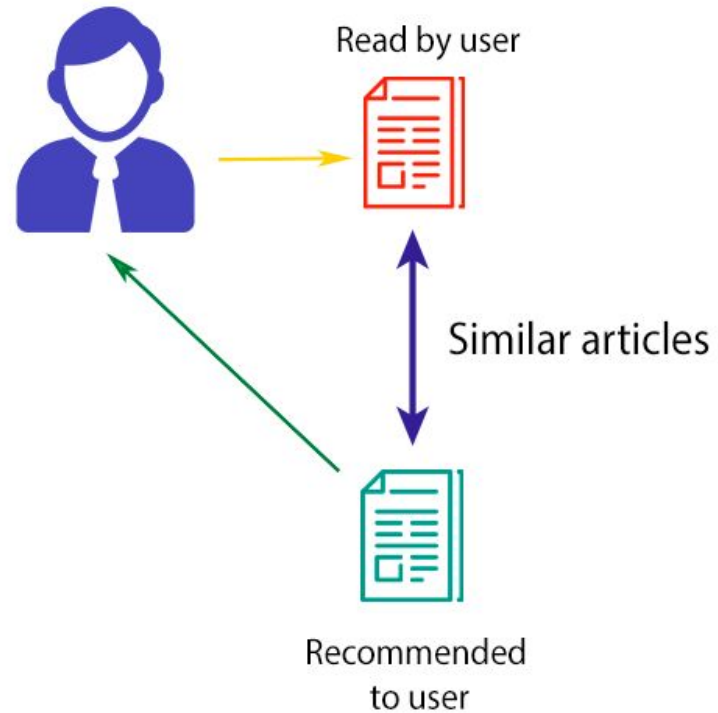 Read by user
Similar articles
Recommended
to user